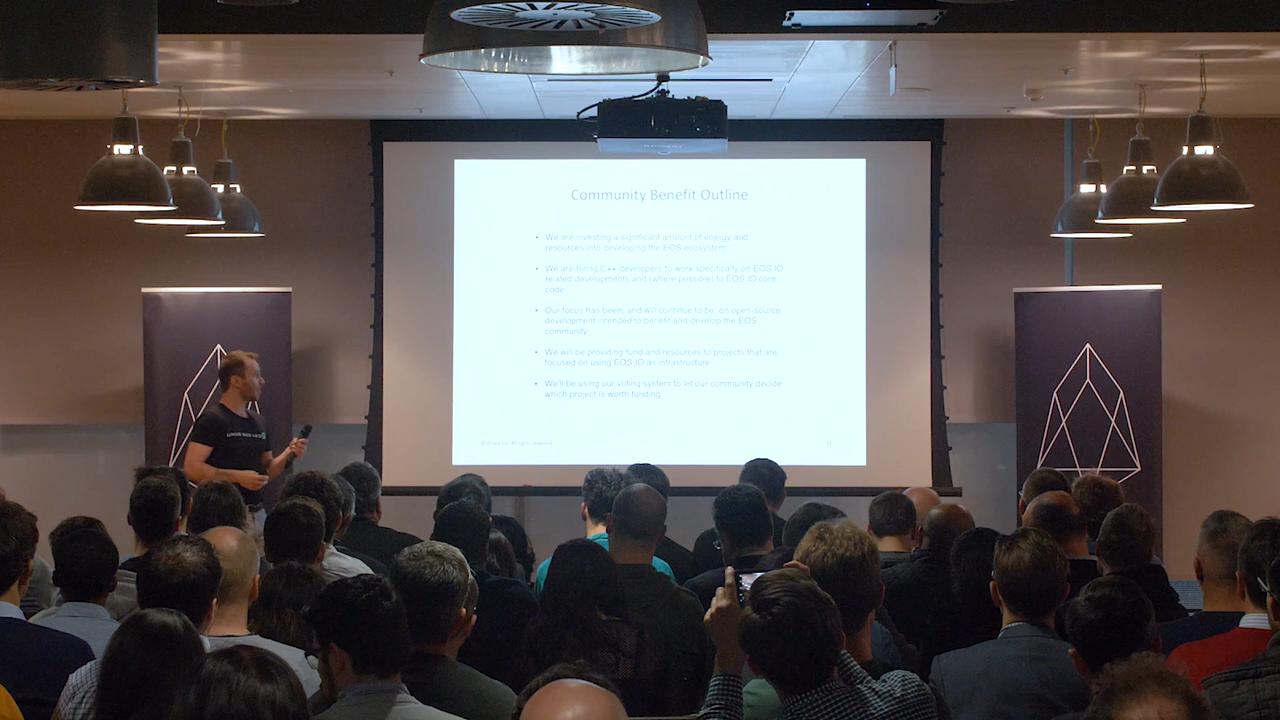 Community Benefit Outline
• We are investing a significant amount of energy and
resources into developing the EOS ecosystem
• We are hiring C++ developers to work specifically on EOS.IO
related developments and (where possible) to EOS.IO core
code
• Our focus has been, and will continue to be, on open-source
development intended to benefit and develop the EOS
community
• We will be providing fund and resources to projects that are
focused on using EOS.IO as infrastructure
• We'll be using our voting system to let our community decide
which project is worth funding
All rights reserved